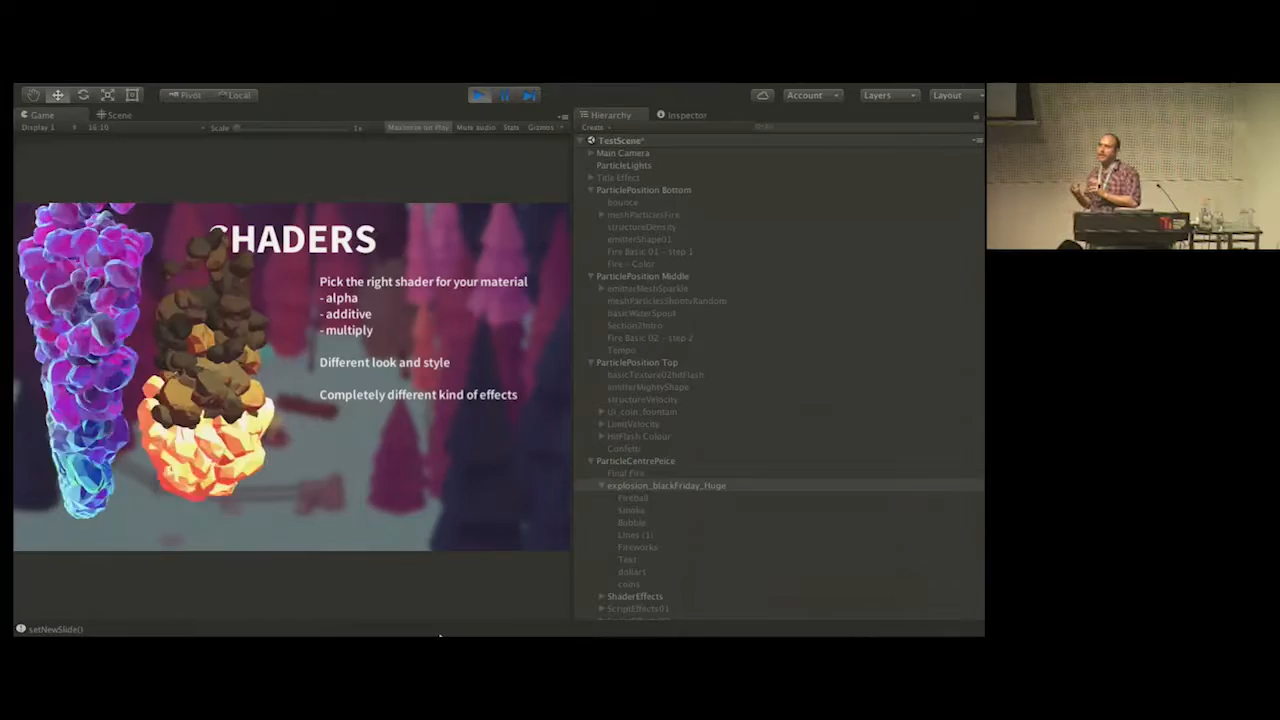 Pivot Local Account Layers Layout
Game Scene Hierarchy Inspector
Display 1 16:10 Scale 1x Maximize on Play Mute audio Stats Gizmos Create
TestScene*
Main Camera
ParticleLights
Title Effect
ParticlePosition Bottom
bounce
meshParticlesFire
structureDensity
emitterShape01
Fire Basic 01 - step 1
Fire - Color
ParticlePosition Middle
emitterMeshSparkle
meshParticlesShootyRandom
basicWaterSpout
Section2Intro
Fire Basic 02 - step 2
Tempo
ParticlePosition Top
basicTexture02hitFlash
emitterMightyShape
structureVelocity
UI_coin_fountain
LimitVelocity
HitFlash Colour
Confetti
ParticleCentrePeice
Final Fire
explosion_blackFriday_Huge
Fireball
Smoke
Bubble
Lines (1)
Fireworks
Text
dollars
coins
ShaderEffects
ScriptEffects01
SHADERS
Pick the right shader for your material
- alpha
- additive
- multiply
Different look and style
Completely different kind of effects
setNewSlide()